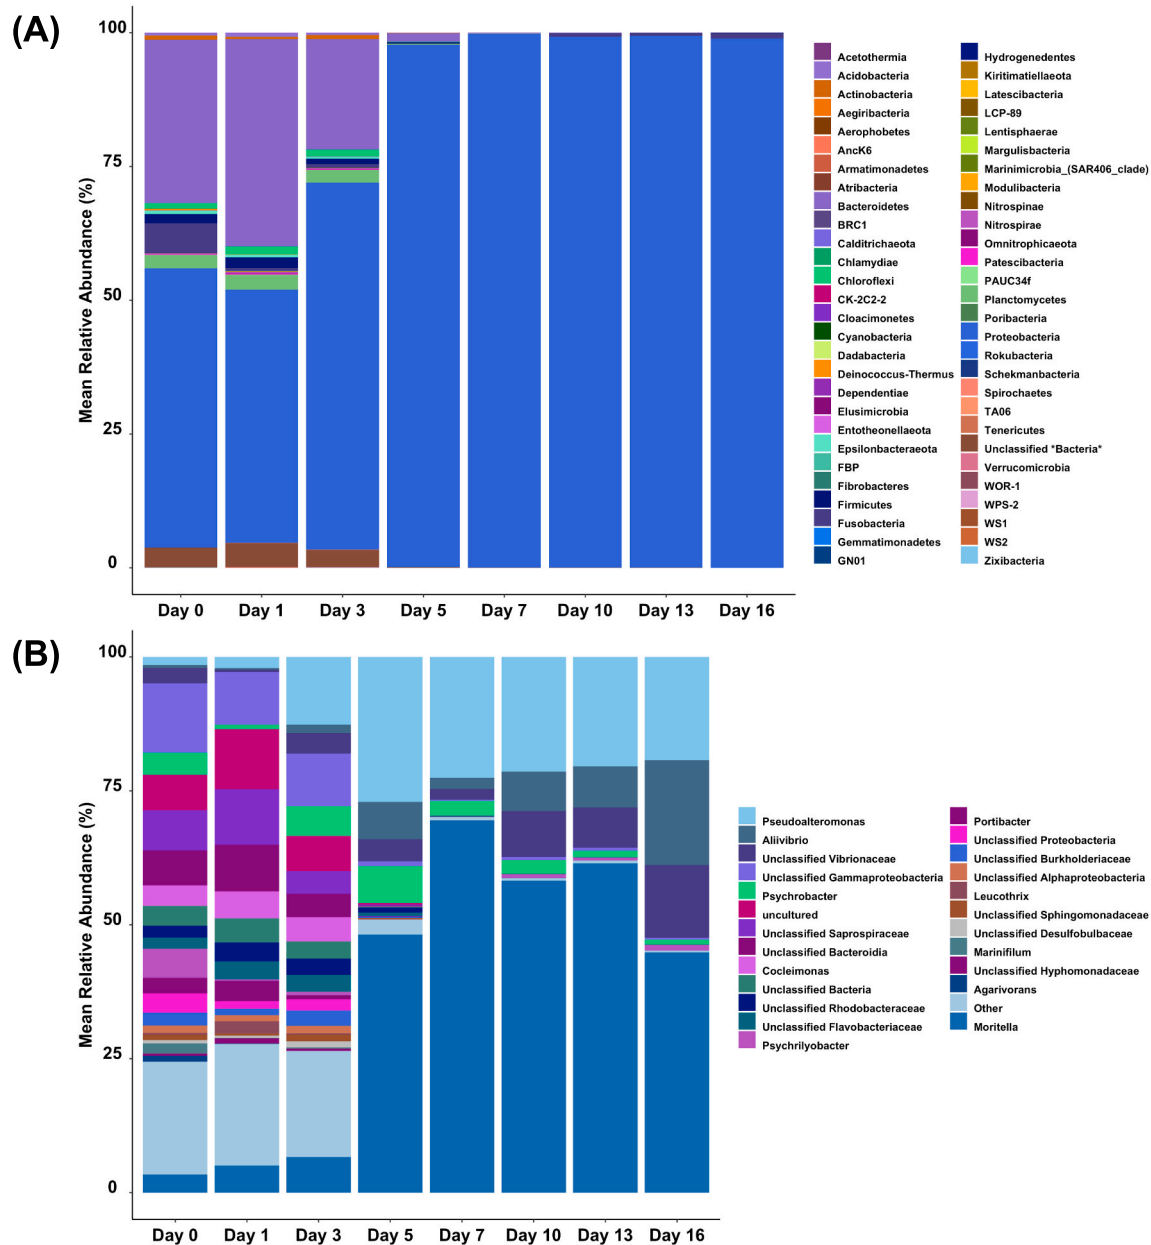 (A)
Mean Relative Abundance (%)
100
75
50
25
0
Day 0
Day 1
Day 3
Day 5
Day 7
Day 10
Day 13
Day 16
Acetothermia
Acidobacteria
Actinobacteria
Aegiribacteria
Aerophobetes
AncK6
Armatimonadetes
Atribacteria
Bacteroidetes
BRC1
Calditrichaeota
Chlamydiae
Chloroflexi
CK-2C2-2
Cloacimonetes
Cyanobacteria
Dadabacteria
Deinococcus-Thermus
Dependentiae
Elusimicrobia
Entotheonellaeota
Epsilonbacteraeota
FBP
Fibrobacteres
Firmicutes
Fusobacteria
Gemmatimonadetes
GN01
Hydrogenedentes
Kiritimatiellaeota
Latescibacteria
LCP-89
Lentisphaerae
Margulisbacteria
Marinimicrobia_(SAR406_clade)
Modulibacteria
Nitrospinae
Nitrospirae
Omnitrophicaeota
Patescibacteria
PAUC34f
Planctomycetes
Poribacteria
Proteobacteria
Rokubacteria
Schekmanbacteria
Spirochaetes
TA06
Tenericutes
Unclassified *Bacteria*
Verrucomicrobia
WOR-1
WPS-2
WS1
WS2
Zixibacteria
(B)
Mean Relative Abundance (%)
100
75
50
25
0
Day 0
Day 1
Day 3
Day 5
Day 7
Day 10
Day 13
Day 16
Pseudoalteromonas
Aliivibrio
Unclassified Vibrionaceae
Unclassified Gammaproteobacteria
Psychrobacter
uncultured
Unclassified Saprospiraceae
Unclassified Bacteroidia
Cocleimonas
Unclassified Bacteria
Unclassified Rhodobacteraceae
Unclassified Flavobacteriaceae
Psychrilyobacter
Portibacter
Unclassified Proteobacteria
Unclassified Burkholderiaceae
Unclassified Alphaproteobacteria
Leucothrix
Unclassified Sphingomonadaceae
Unclassified Desulfobulbaceae
Marinifilum
Unclassified Hyphomonadaceae
Agarivorans
Other
Moritella